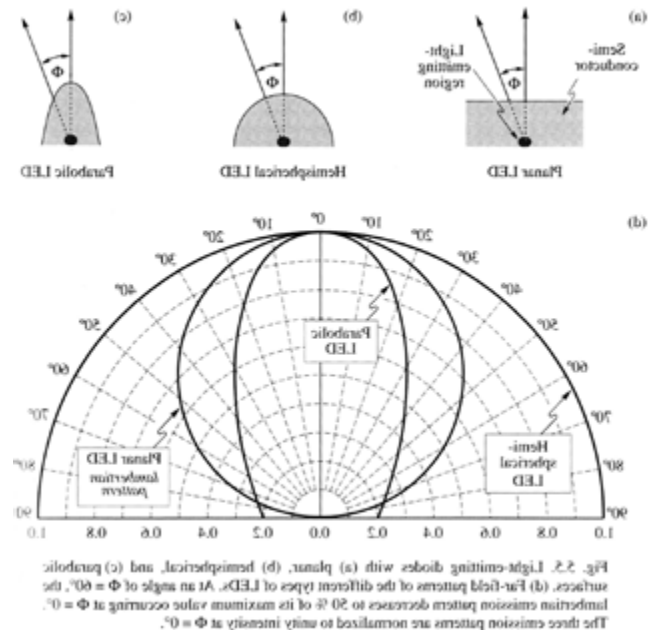 (a)
Light-
emitting
region
Φ
Semi-
conductor
Planar LED
(b)
Φ
Hemispherical LED
(c)
Φ
Parabolic LED
(d)
90°
80°
70°
60°
50°
40°
30°
20°
10°
0°
10°
20°
30°
40°
50°
60°
70°
80°
90°
Hemi-
spherical
LED
Parabolic
LED
Planar LED
lambertian
pattern
1.0 0.8 0.6 0.4 0.2 0.0 0.2 0.4 0.6 0.8 1.0
Fig. 5.5. Light-emitting diodes with (a) planar, (b) hemispherical, and (c) parabolic
surfaces. (d) Far-field patterns of the different types of LEDs. At an angle of Φ = 60°, the
lambertian emission pattern decreases to 50 % of its maximum value occurring at Φ = 0°.
The three emission patterns are normalized to unity intensity at Φ = 0°.